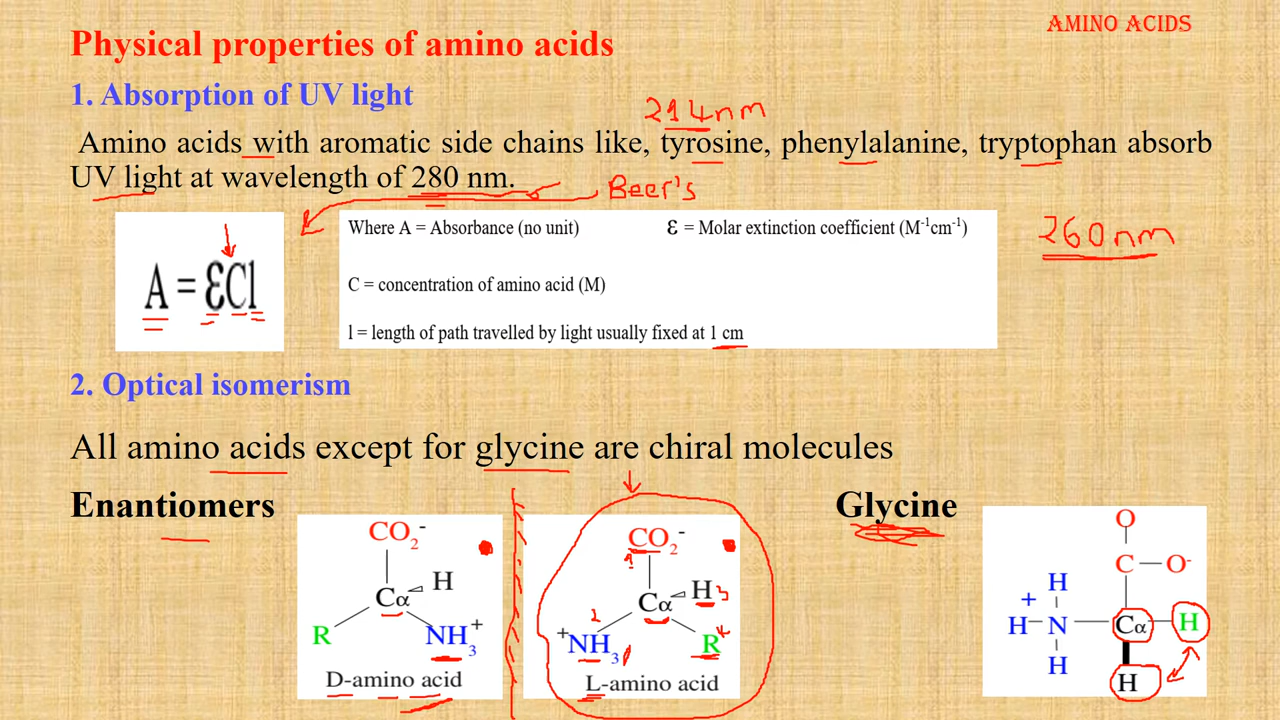 AMINO ACIDS
Physical properties of amino acids
1. Absorption of UV light
214nm
Amino acids with aromatic side chains like, tyrosine, phenylalanine, tryptophan absorb
UV light at wavelength of 280 nm.
Beer's
260nm
A = εCl
Where A = Absorbance (no unit)
ε = Molar extinction coefficient (M⁻¹cm⁻¹)
C = concentration of amino acid (M)
l = length of path travelled by light usually fixed at 1 cm
2. Optical isomerism
All amino acids except for glycine are chiral molecules
Enantiomers
Glycine
CO₂⁻
H
Cα
R
NH₃⁺
D-amino acid
CO₂⁻
1
H 3
Cα
2
⁺NH₃
R 4
L-amino acid
O
C — O⁻
H
+
H — N — Cα — H
H
H